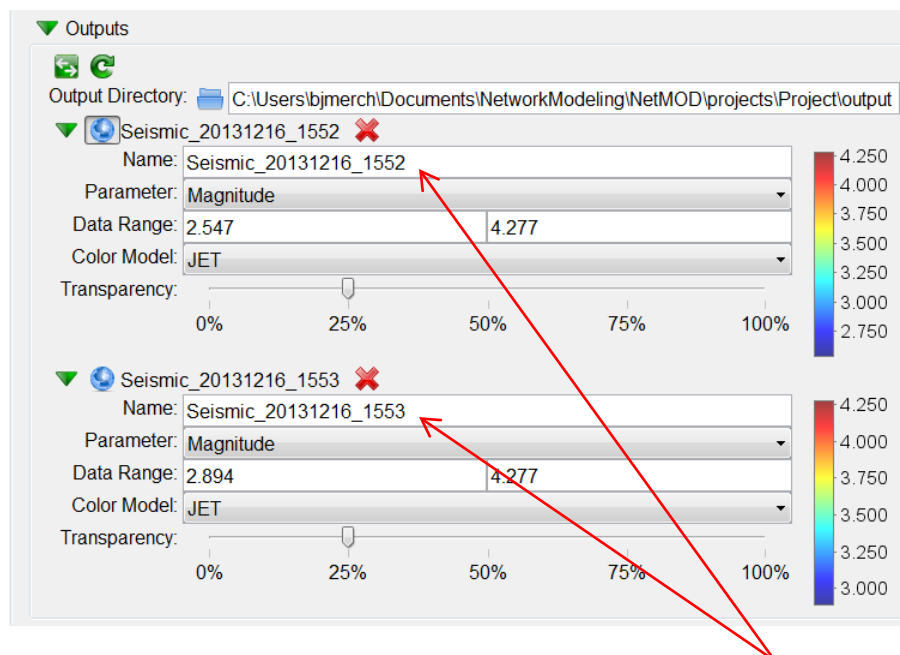 Outputs
Output Directory: C:\Users\bjmerch\Documents\NetworkModeling\NetMOD\projects\Project\output
Seismic_20131216_1552
Name: Seismic_20131216_1552
Parameter: Magnitude
Data Range: 2.547 4.277
Color Model: JET
Transparency:
0% 25% 50% 75% 100%
4.250
4.000
3.750
3.500
3.250
3.000
2.750
Seismic_20131216_1553
Name: Seismic_20131216_1553
Parameter: Magnitude
Data Range: 2.894 4.277
Color Model: JET
Transparency:
0% 25% 50% 75% 100%
4.250
4.000
3.750
3.500
3.250
3.000